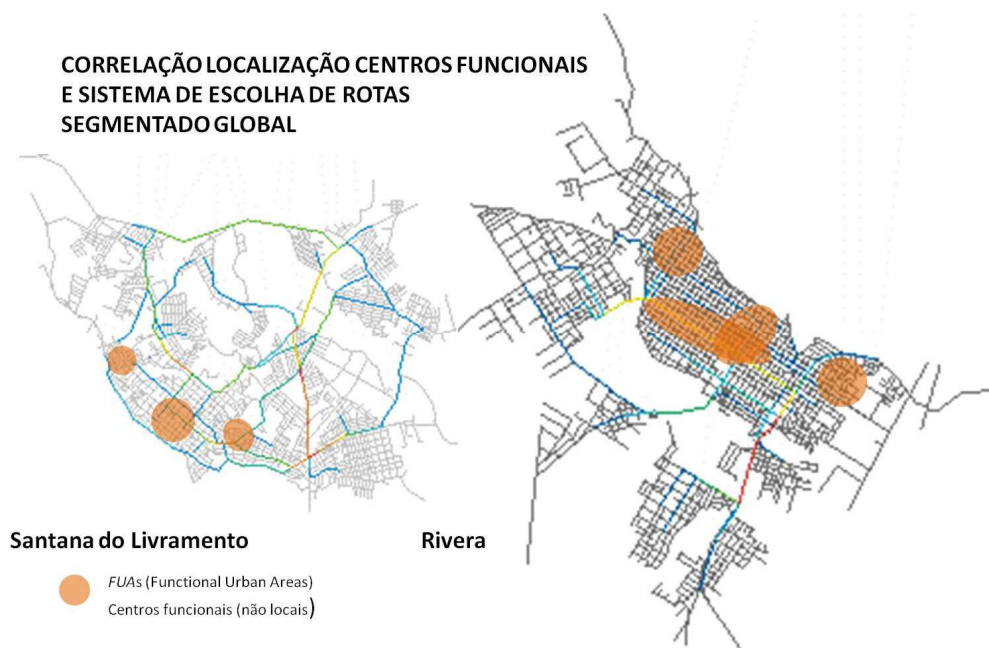 CORRELAÇÃO LOCALIZAÇÃO CENTROS FUNCIONAIS
E SISTEMA DE ESCOLHA DE ROTAS
SEGMENTADO GLOBAL
Santana do Livramento
Rivera
FUAs (Functional Urban Areas)
Centros funcionais (não locais)